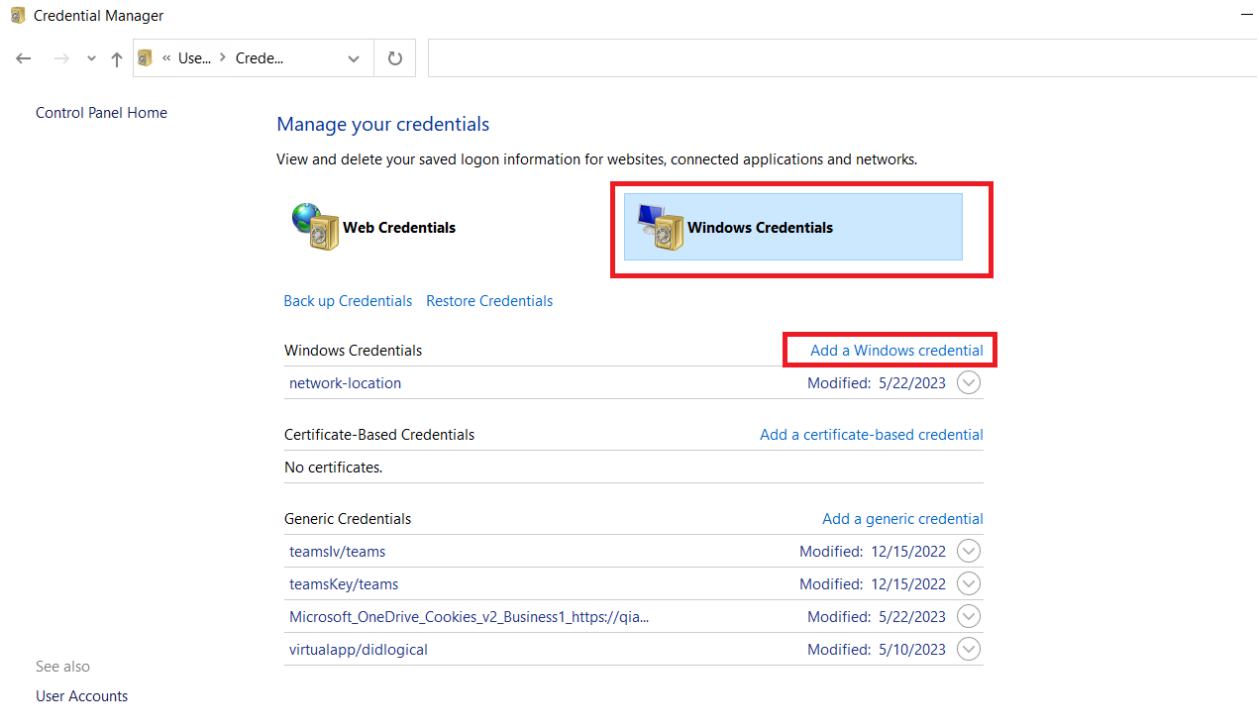 Credential Manager
« Use... > Crede...
Control Panel Home
Manage your credentials
View and delete your saved logon information for websites, connected applications and networks.
Web Credentials
Windows Credentials
Back up Credentials Restore Credentials
Windows Credentials Add a Windows credential
network-location Modified: 5/22/2023
Certificate-Based Credentials Add a certificate-based credential
No certificates.
Generic Credentials Add a generic credential
teamsIv/teams Modified: 12/15/2022
teamsKey/teams Modified: 12/15/2022
Microsoft_OneDrive_Cookies_v2_Business1_https://qia... Modified: 5/22/2023
virtualapp/didlogical Modified: 5/10/2023
See also
User Accounts